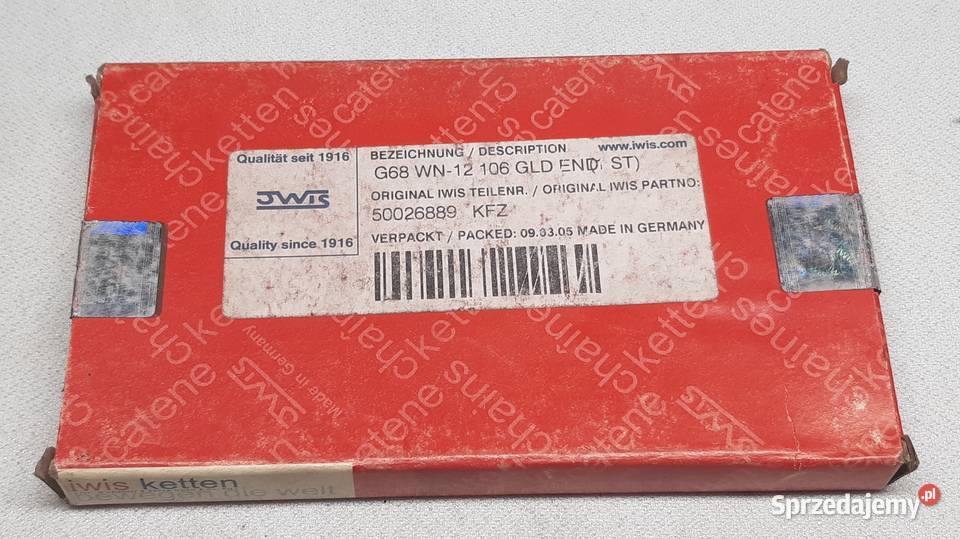 Qualität seit 1916
JWIS
Quality since 1916
BEZEICHNUNG / DESCRIPTION www.iwis.com
G68 WN-12 106 GLD END( ST)
ORIGINAL IWIS TEILENR. / ORIGINAL IWIS PARTNO:
50026889 KFZ
VERPACKT / PACKED: 09.03.05 MADE IN GERMANY
chaînes catene ketten chains
JWIS
Made in Germany
iwis ketten
bewegen die welt
Sprzedajemy.pl